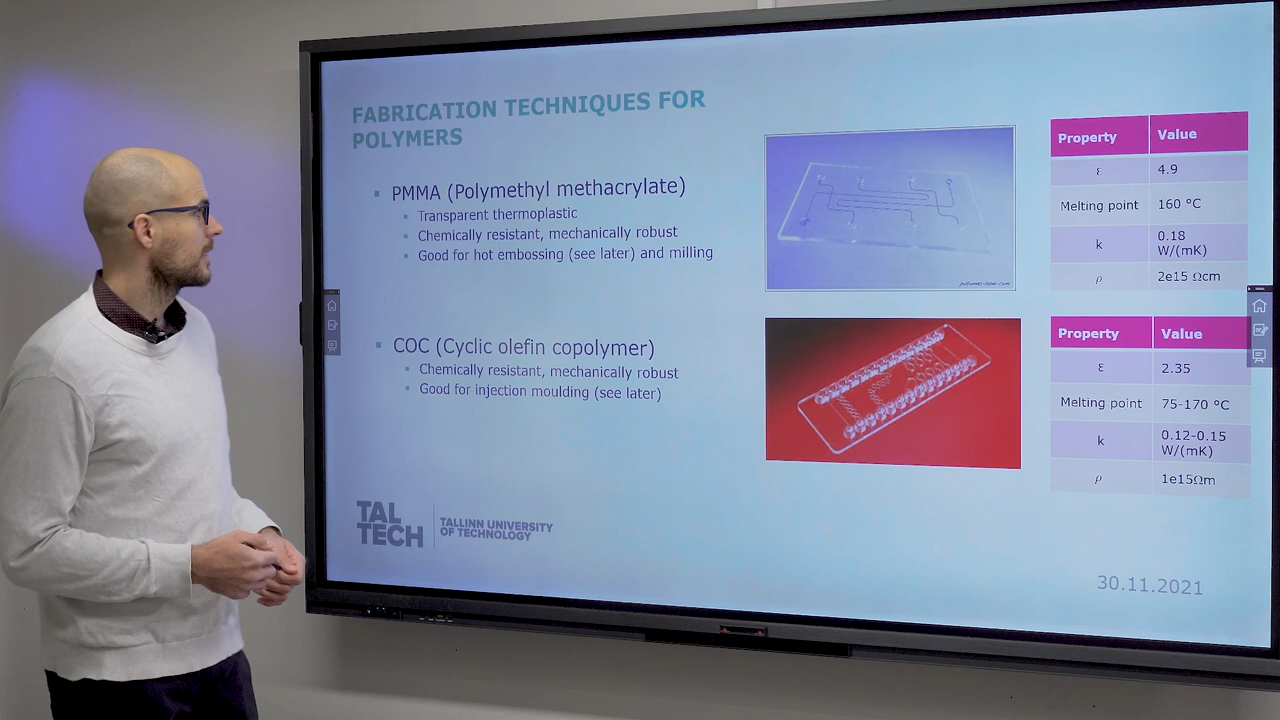 FABRICATION TECHNIQUES FOR
POLYMERS
PMMA (Polymethyl methacrylate)
Transparent thermoplastic
Chemically resistant, mechanically robust
Good for hot embossing (see later) and milling
COC (Cyclic olefin copolymer)
Chemically resistant, mechanically robust
Good for injection moulding (see later)
Property Value
ε 4.9
Melting point 160 °C
k 0.18
W/(mK)
ρ 2e15 Ωcm
Property Value
ε 2.35
Melting point 75-170 °C
k 0.12-0.15
W/(mK)
ρ 1e15Ωm
TAL
TECH
TALLINN UNIVERSITY
OF TECHNOLOGY
30.11.2021